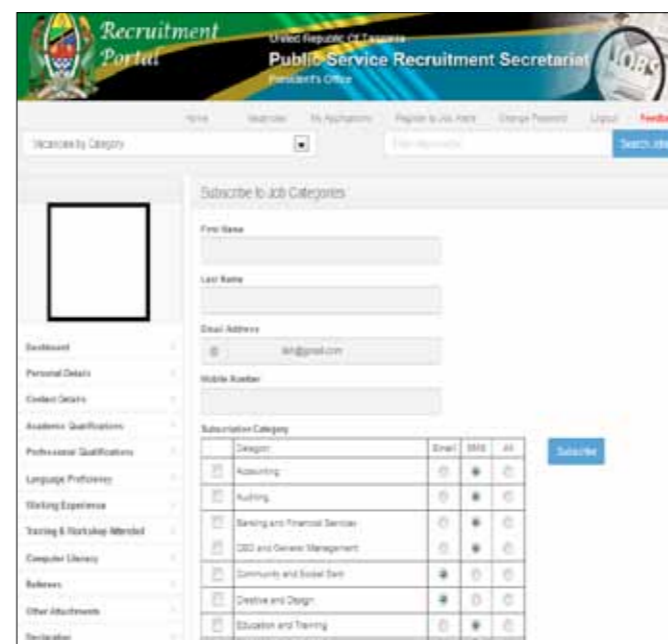 Recruitment
Portal
United Republic Of Tanzania
Public Service Recruitment Secretariat
President's Office
JOBS
Home Vacancies My Applications Register to Job Alerts Change Password Logout Feedba
Vacancies by Category
Search Jobs
Subscribe to Job Categories
First Name
Last Name
Email Address
@gmail.com
Mobile Number
Subscription Category
Category Email SMS All
Subscribe
Accounting
Auditing
Banking and Financial Services
CEO and General Management
Community and Social Dev
Creative and Design
Education and Training
Dashboard
Personal Details
Contact Details
Academic Qualifications
Professional Qualifications
Language Proficiency
Working Experience
Training & Workshop Attended
Computer Literacy
Referees
Other Attachments
Declaration